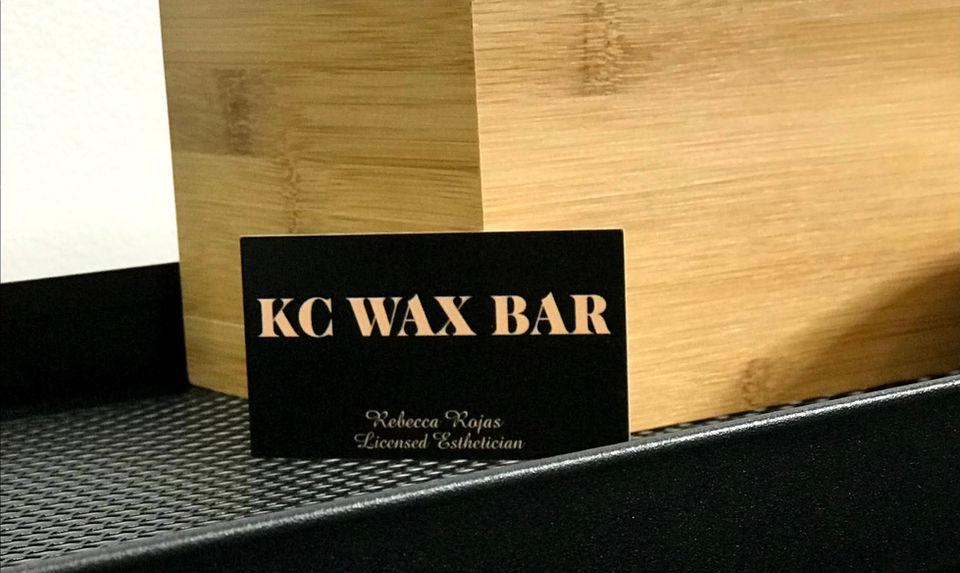 KC WAX BAR
Rebecca Rojas
Licensed Esthetician